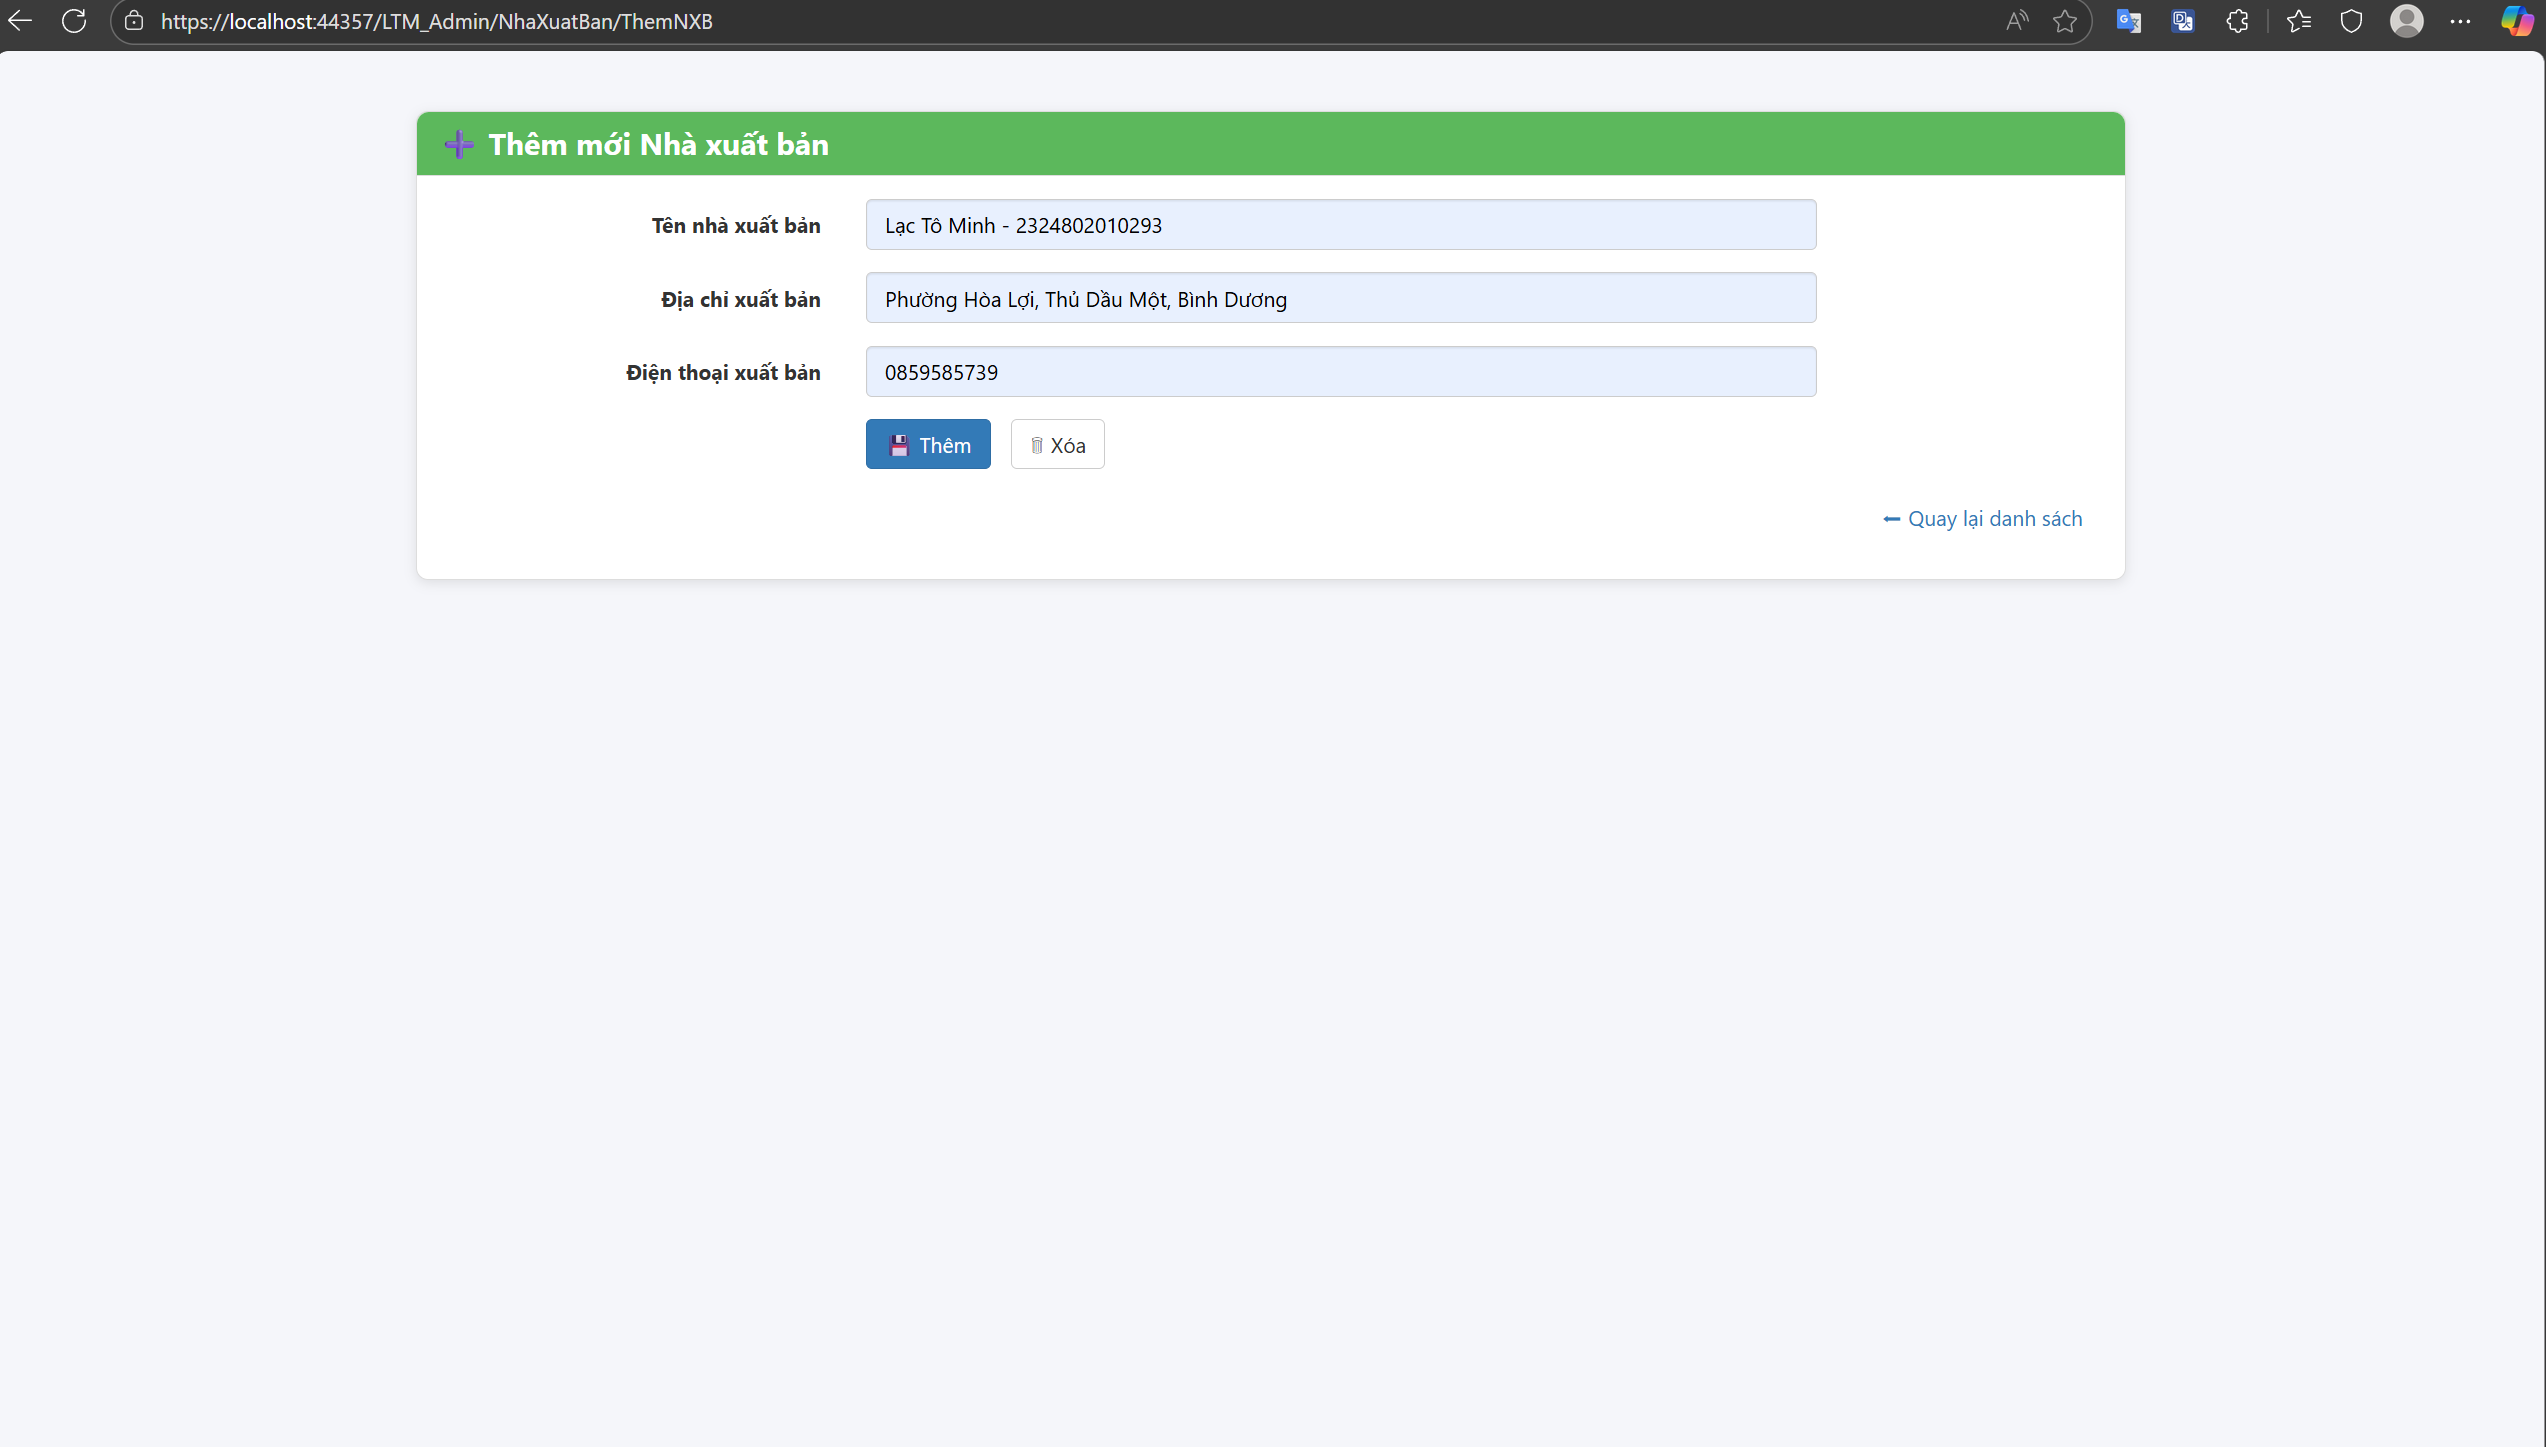 https://localhost:44357/LTM_Admin/NhaXuatBan/ThemNXB
Thêm mới Nhà xuất bản
Tên nhà xuất bản
Lạc Tô Minh - 2324802010293
Địa chỉ xuất bản
Phường Hòa Lợi, Thủ Dầu Một, Bình Dương
Điện thoại xuất bản
0859585739
Thêm
Xóa
Quay lại danh sách